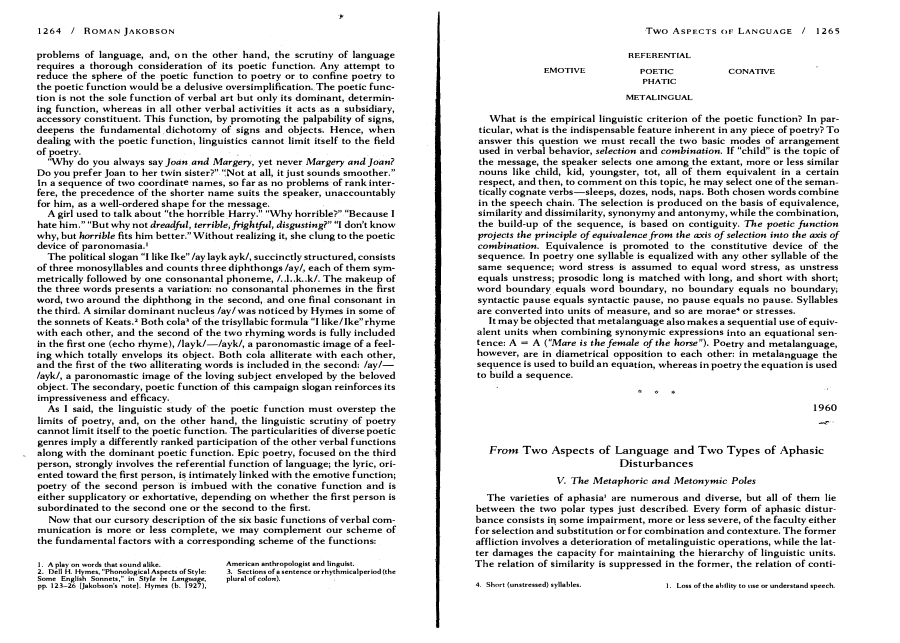 1264 / ROMAN JAKOBSON
problems of language, and, on the other hand, the scrutiny of language
requires a thorough consideration of its poetic function. Any attempt to
reduce the sphere of the poetic function to poetry or to confine poetry to
the poetic function would be a delusive oversimplification. The poetic func-
tion is not the sole function of verbal art but only its dominant, determin-
ing function, whereas in all other verbal activities it acts as a subsidiary,
accessory constituent. This function, by promoting the palpability of signs,
deepens the fundamental dichotomy of signs and objects. Hence, when
dealing with the poetic function, linguistics cannot limit itself to the field
of poetry.
"Why do you always say Joan and Margery, yet never Margery and Joan?
Do you prefer Joan to her twin sister?" "Not at all, it just sounds smoother."
In a sequence of two coordinate names, so far as no problems of rank inter-
fere, the precedence of the shorter name suits the speaker, unaccountably
for him, as a well-ordered shape for the message.
A girl used to talk about "the horrible Harry." "Why horrible?" "Because I
hate him." "But why not dreadful, terrible, frightful, disgusting?" "I don't know
why, but horrible fits him better." Without realizing it, she clung to the poetic
device of paronomasia.¹
The political slogan "I like Ike" /ay layk ayk/, succinctly structured, consists
of three monosyllables and counts three diphthongs /ay/, each of them sym-
metrically followed by one consonantal phoneme, /..l..k..k/. The makeup of
the three words presents a variation: no consonantal phonemes in the first
word, two around the diphthong in the second, and one final consonant in
the third. A similar dominant nucleus /ay/ was noticed by Hymes in some of
the sonnets of Keats.² Both cola³ of the trisyllabic formula "I like/Ike" rhyme
with each other, and the second of the two rhyming words is fully included
in the first one (echo rhyme), /layk/—/ayk/, a paronomastic image of a feel-
ing which totally envelops its object. Both cola alliterate with each other,
and the first of the two alliterating words is included in the second: /ay/—
/ayk/, a paronomastic image of the loving subject enveloped by the beloved
object. The secondary, poetic function of this campaign slogan reinforces its
impressiveness and efficacy.
As I said, the linguistic study of the poetic function must overstep the
limits of poetry, and, on the other hand, the linguistic scrutiny of poetry
cannot limit itself to the poetic function. The particularities of diverse poetic
genres imply a differently ranked participation of the other verbal functions
along with the dominant poetic function. Epic poetry, focused on the third
person, strongly involves the referential function of language; the lyric, ori-
ented toward the first person, is intimately linked with the emotive function;
poetry of the second person is imbued with the conative function and is
either supplicatory or exhortative, depending on whether the first person is
subordinated to the second one or the second to the first.
Now that our cursory description of the six basic functions of verbal com-
munication is more or less complete, we may complement our scheme of
the fundamental factors with a corresponding scheme of the functions:
1. A play on words that sound alike.
2. Dell H. Hymes, "Phonological Aspects of Style:
Some English Sonnets," in Style in Language,
pp. 123–26 [Jakobson's note]. Hymes (b. 1927),
American anthropologist and linguist.
3. Sections of a sentence or rhythmical period (the
plural of colon).
TWO ASPECTS OF LANGUAGE / 1265
REFERENTIAL
EMOTIVE POETIC CONATIVE
PHATIC
METALINGUAL
What is the empirical linguistic criterion of the poetic function? In par-
ticular, what is the indispensable feature inherent in any piece of poetry? To
answer this question we must recall the two basic modes of arrangement
used in verbal behavior, selection and combination. If "child" is the topic of
the message, the speaker selects one among the extant, more or less similar
nouns like child, kid, youngster, tot, all of them equivalent in a certain
respect, and then, to comment on this topic, he may select one of the seman-
tically cognate verbs—sleeps, dozes, nods, naps. Both chosen words combine
in the speech chain. The selection is produced on the basis of equivalence,
similarity and dissimilarity, synonymy and antonymy, while the combination,
the build-up of the sequence, is based on contiguity. The poetic function
projects the principle of equivalence from the axis of selection into the axis of
combination. Equivalence is promoted to the constitutive device of the
sequence. In poetry one syllable is equalized with any other syllable of the
same sequence; word stress is assumed to equal word stress, as unstress
equals unstress; prosodic long is matched with long, and short with short;
word boundary equals word boundary, no boundary equals no boundary;
syntactic pause equals syntactic pause, no pause equals no pause. Syllables
are converted into units of measure, and so are morae⁴ or stresses.
It may be objected that metalanguage also makes a sequential use of equiv-
alent units when combining synonymic expressions into an equational sen-
tence: A = A ("Mare is the female of the horse"). Poetry and metalanguage,
however, are in diametrical opposition to each other: in metalanguage the
sequence is used to build an equation, whereas in poetry the equation is used
to build a sequence.
* * *
1960
From Two Aspects of Language and Two Types of Aphasic
Disturbances
V. The Metaphoric and Metonymic Poles
The varieties of aphasia¹ are numerous and diverse, but all of them lie
between the two polar types just described. Every form of aphasic distur-
bance consists in some impairment, more or less severe, of the faculty either
for selection and substitution or for combination and contexture. The former
affliction involves a deterioration of metalinguistic operations, while the lat-
ter damages the capacity for maintaining the hierarchy of linguistic units.
The relation of similarity is suppressed in the former, the relation of conti-
4. Short (unstressed) syllables.
1. Loss of the ability to use or understand speech.